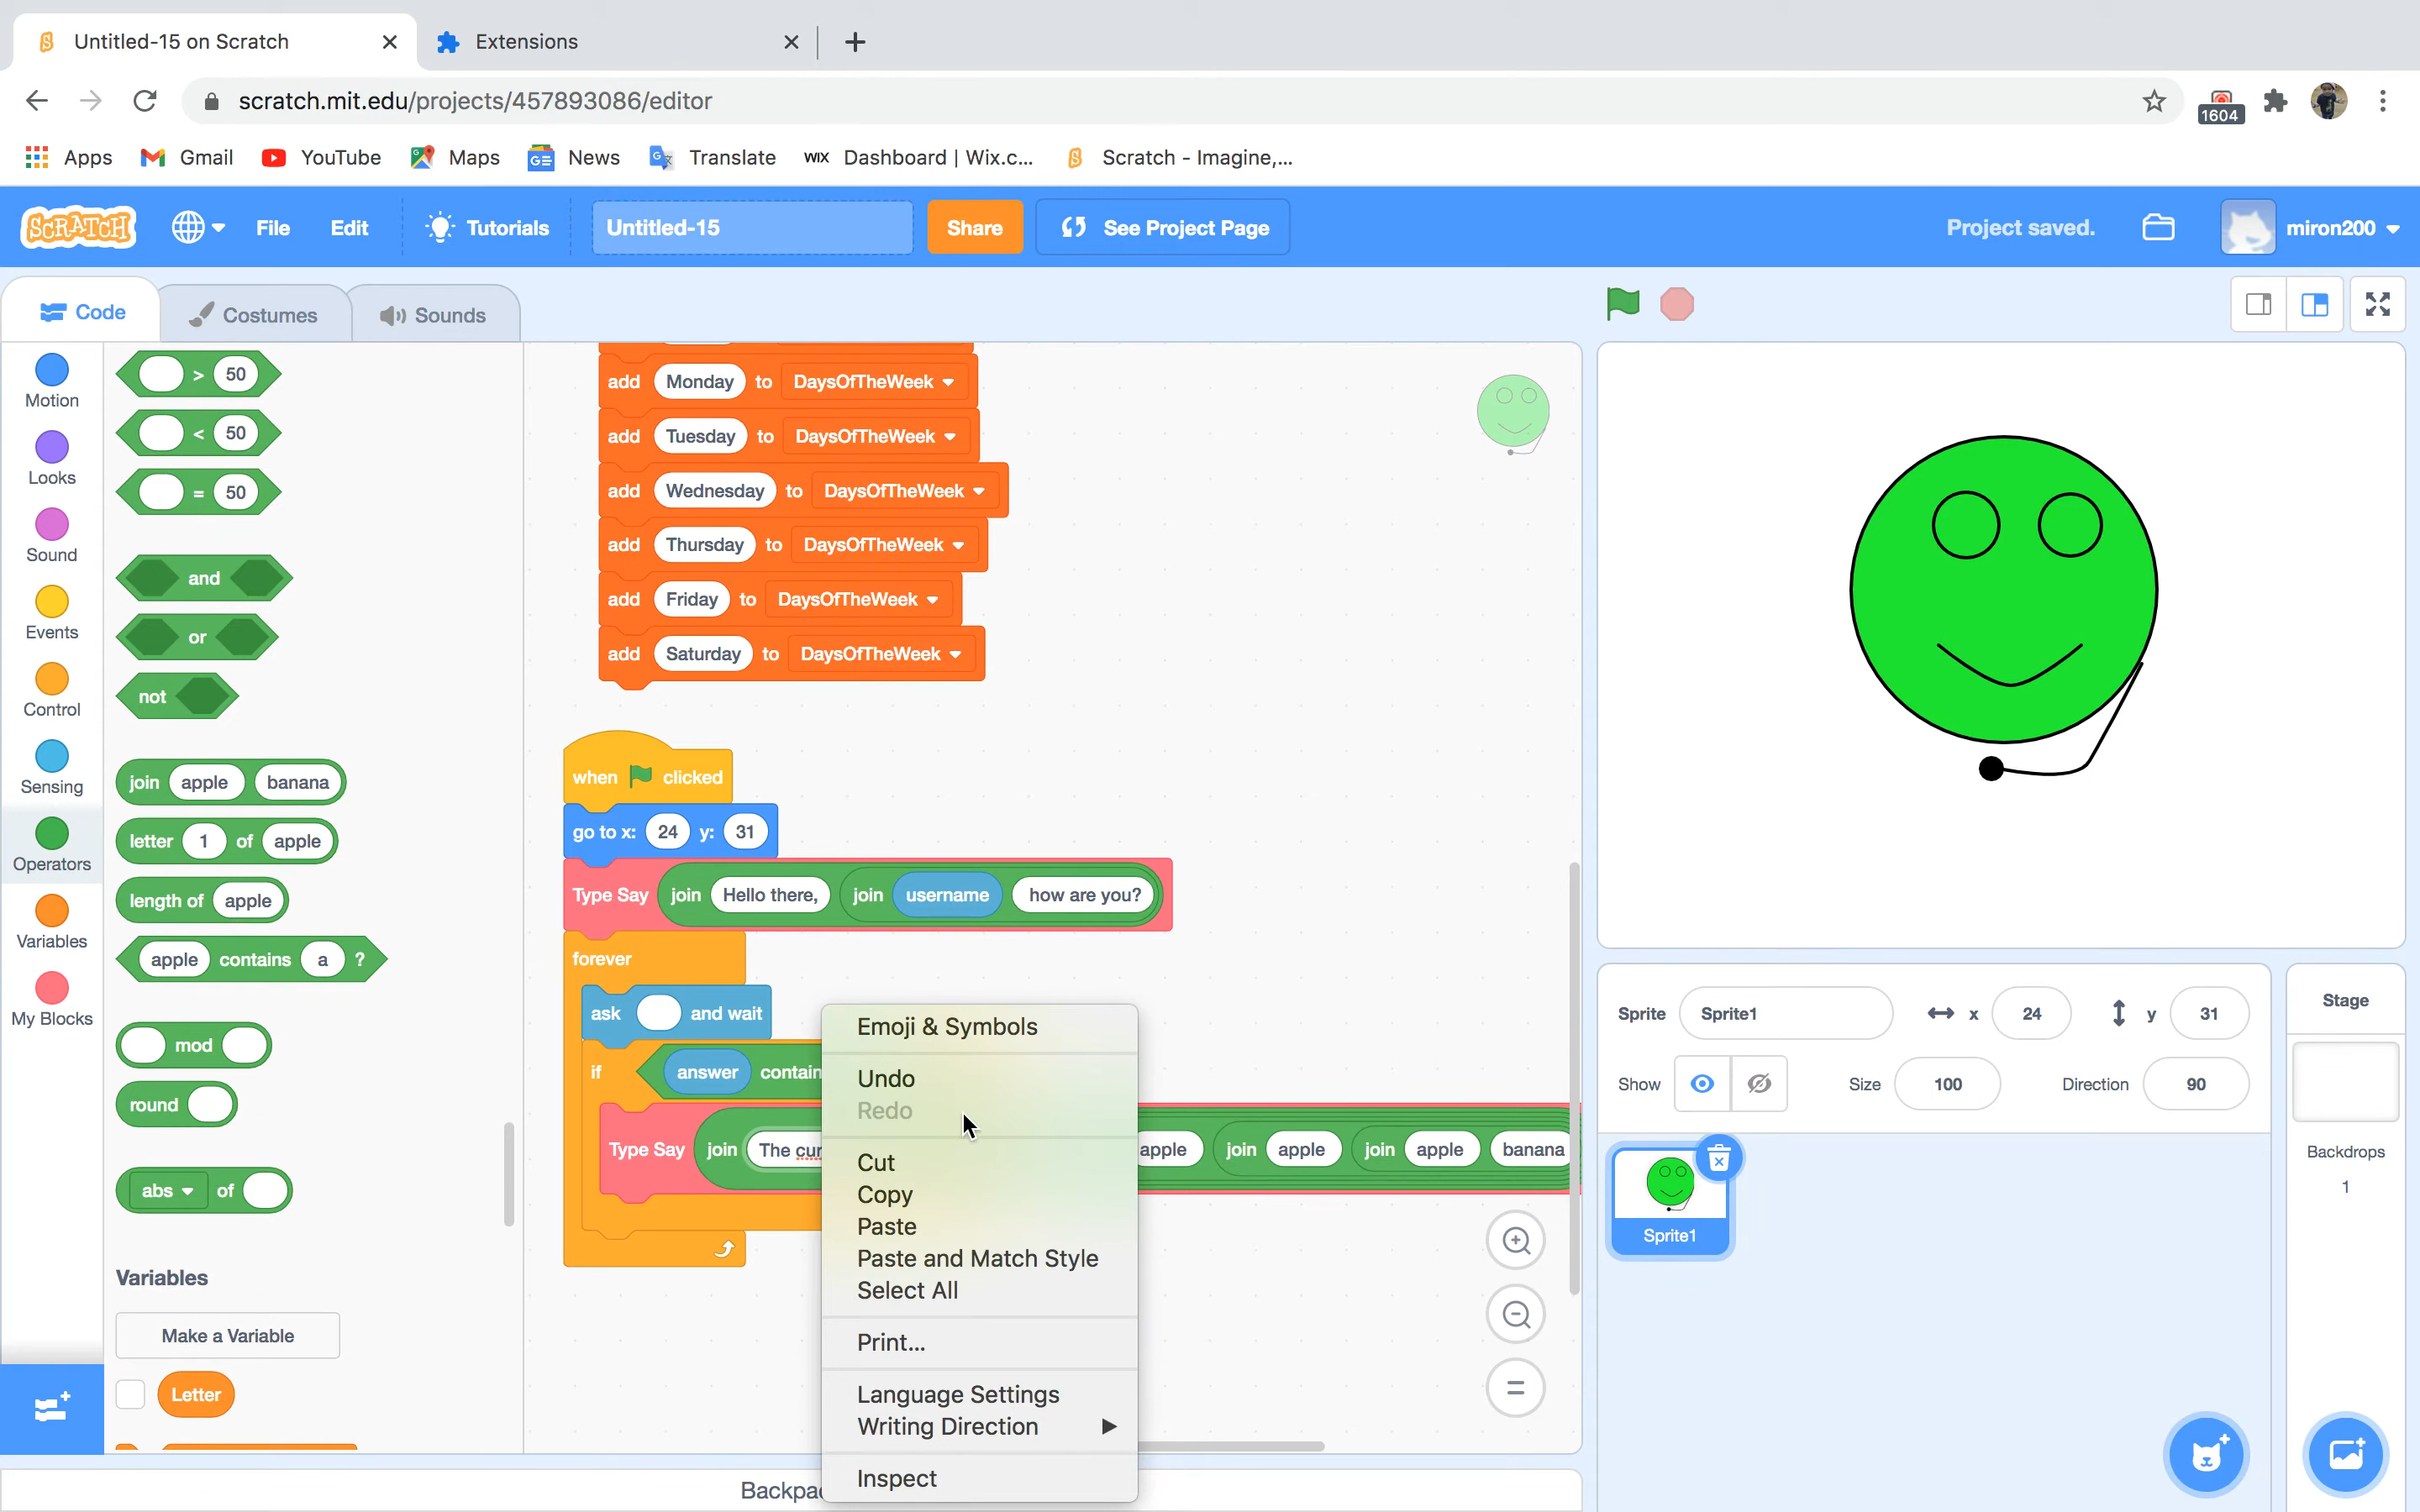 Untitled-15 on Scratch
Extensions
scratch.mit.edu/projects/457893086/editor
1604
Apps
Gmail
YouTube
Maps
News
Translate
WIX Dashboard | Wix.c...
Scratch - Imagine,...
SCRATCH
File
Edit
Tutorials
Untitled-15
Share
See Project Page
Project saved.
miron200
Code
Costumes
Sounds
Motion
Looks
Sound
Events
Control
Sensing
Operators
Variables
My Blocks
> 50
< 50
= 50
and
or
not
join apple banana
letter 1 of apple
length of apple
apple contains a ?
mod
round
abs of
Variables
Make a Variable
Letter
add Monday to DaysOfTheWeek
add Tuesday to DaysOfTheWeek
add Wednesday to DaysOfTheWeek
add Thursday to DaysOfTheWeek
add Friday to DaysOfTheWeek
add Saturday to DaysOfTheWeek
when clicked
go to x: 24 y: 31
Type Say join Hello there, join username how are you?
forever
ask and wait
if answer contain
Type Say join The cur apple join apple join apple banana
Emoji & Symbols
Undo
Redo
Cut
Copy
Paste
Paste and Match Style
Select All
Print...
Language Settings
Writing Direction
Inspect
Backpa
Sprite Sprite1 x 24 y 31
Show Size 100 Direction 90
Sprite1
Stage
Backdrops
1